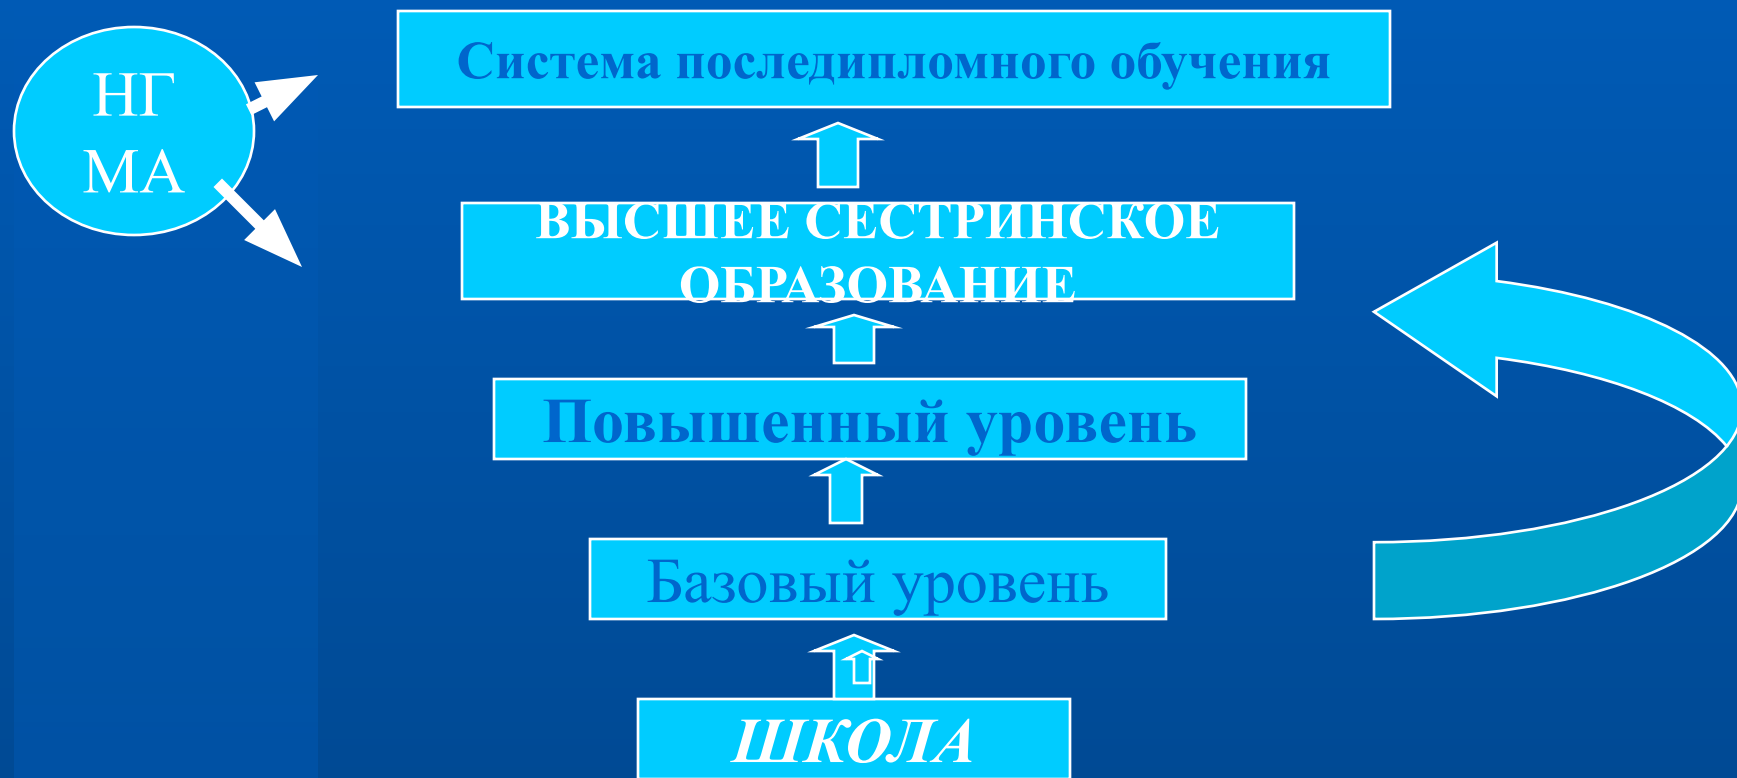 НГ
МА
Система последипломного обучения
ВЫСШЕЕ СЕСТРИНСКОЕ
ОБРАЗОВАНИЕ
Повышенный уровень
Базовый уровень
ШКОЛА